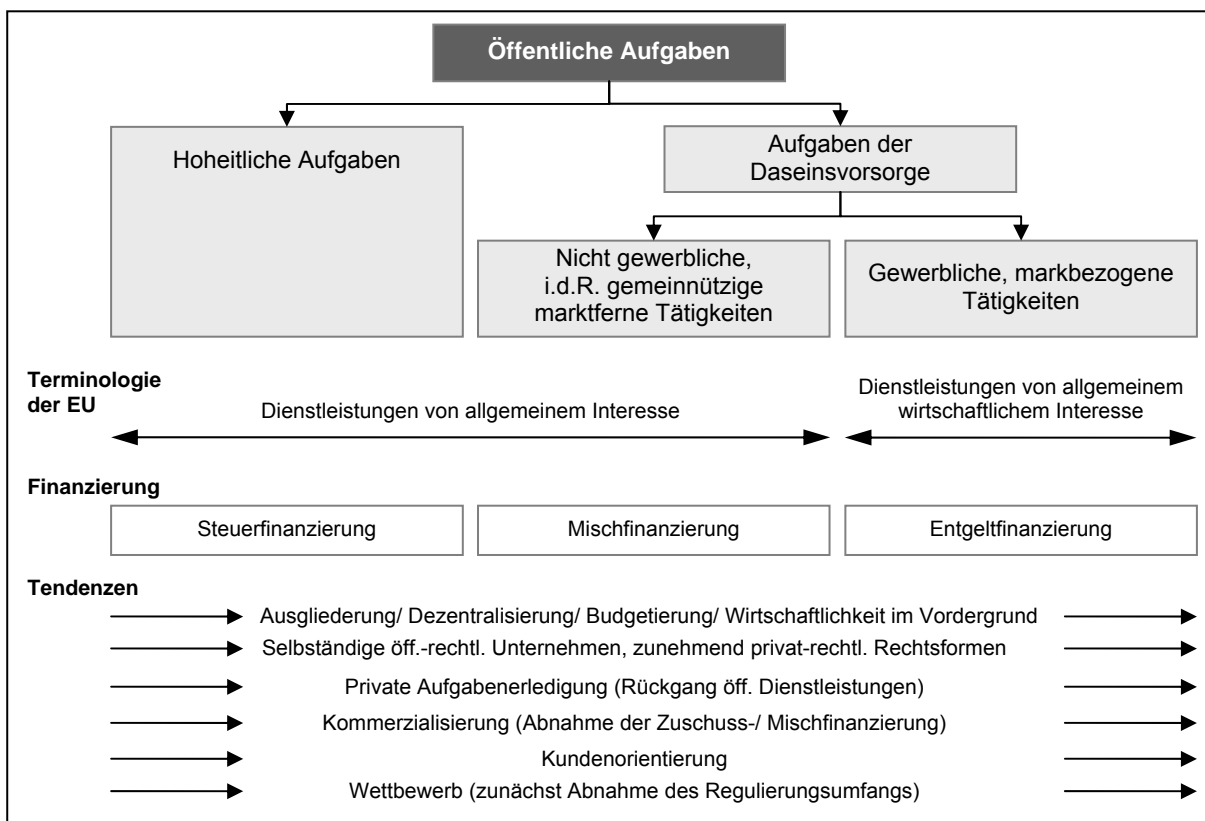 Öffentliche Aufgaben
Hoheitliche Aufgaben
Aufgaben der
Daseinsvorsorge
Nicht gewerbliche,
i.d.R. gemeinnützige
marktferne Tätigkeiten
Gewerbliche, markbezogene
Tätigkeiten
Terminologie
der EU
Dienstleistungen von allgemeinem Interesse
Dienstleistungen von allgemeinem
wirtschaftlichem Interesse
Finanzierung
Steuerfinanzierung
Mischfinanzierung
Entgeltfinanzierung
Tendenzen
Ausgliederung/ Dezentralisierung/ Budgetierung/ Wirtschaftlichkeit im Vordergrund
Selbständige öff.-rechtl. Unternehmen, zunehmend privat-rechtl. Rechtsformen
Private Aufgabenerledigung (Rückgang öff. Dienstleistungen)
Kommerzialisierung (Abnahme der Zuschuss-/ Mischfinanzierung)
Kundenorientierung
Wettbewerb (zunächst Abnahme des Regulierungsumfangs)